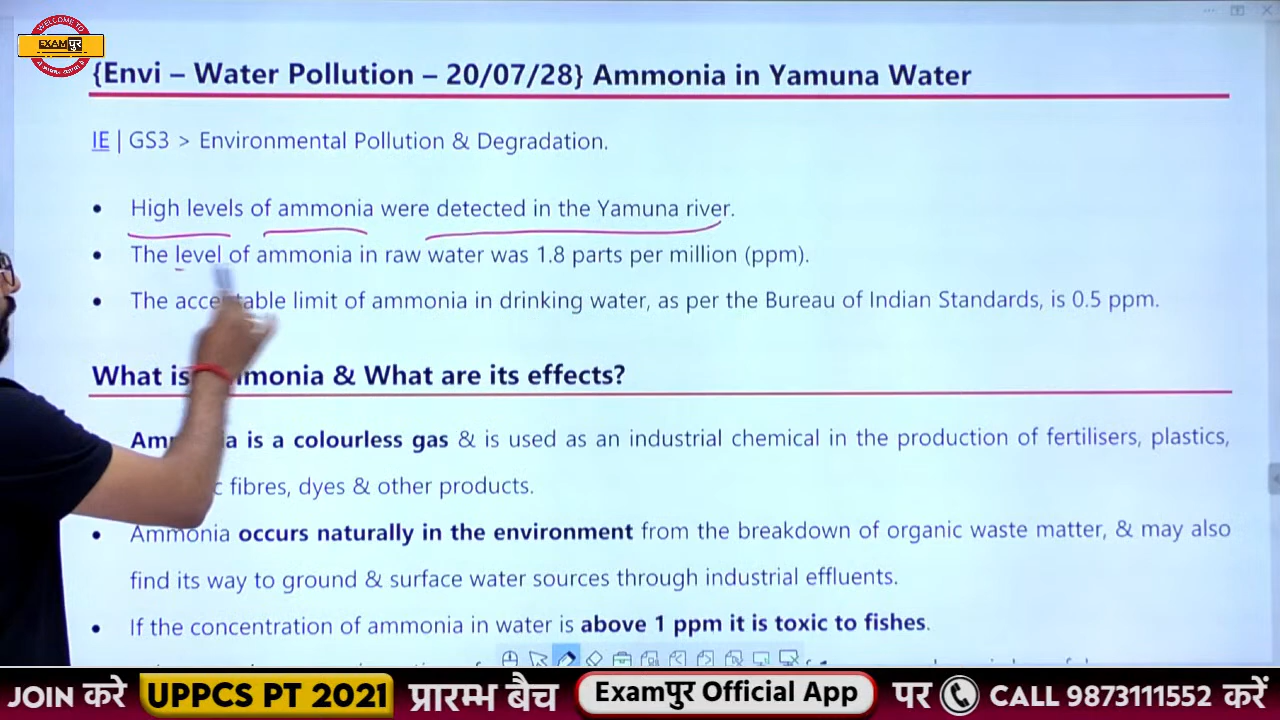 WELCOME TO
EXAMपुर
{Envi – Water Pollution – 20/07/28} Ammonia in Yamuna Water
IE | GS3 > Environmental Pollution & Degradation.
• High levels of ammonia were detected in the Yamuna river.
• The level of ammonia in raw water was 1.8 parts per million (ppm).
• The acceptable limit of ammonia in drinking water, as per the Bureau of Indian Standards, is 0.5 ppm.
What is Ammonia & What are its effects?
Ammonia is a colourless gas & is used as an industrial chemical in the production of fertilisers, plastics,
fibres, dyes & other products.
• Ammonia occurs naturally in the environment from the breakdown of organic waste matter, & may also
find its way to ground & surface water sources through industrial effluents.
• If the concentration of ammonia in water is above 1 ppm it is toxic to fishes.
JOIN करे UPPCS PT 2021 प्रारम्भ बैच Examपुर Official App पर CALL 9873111552 करें